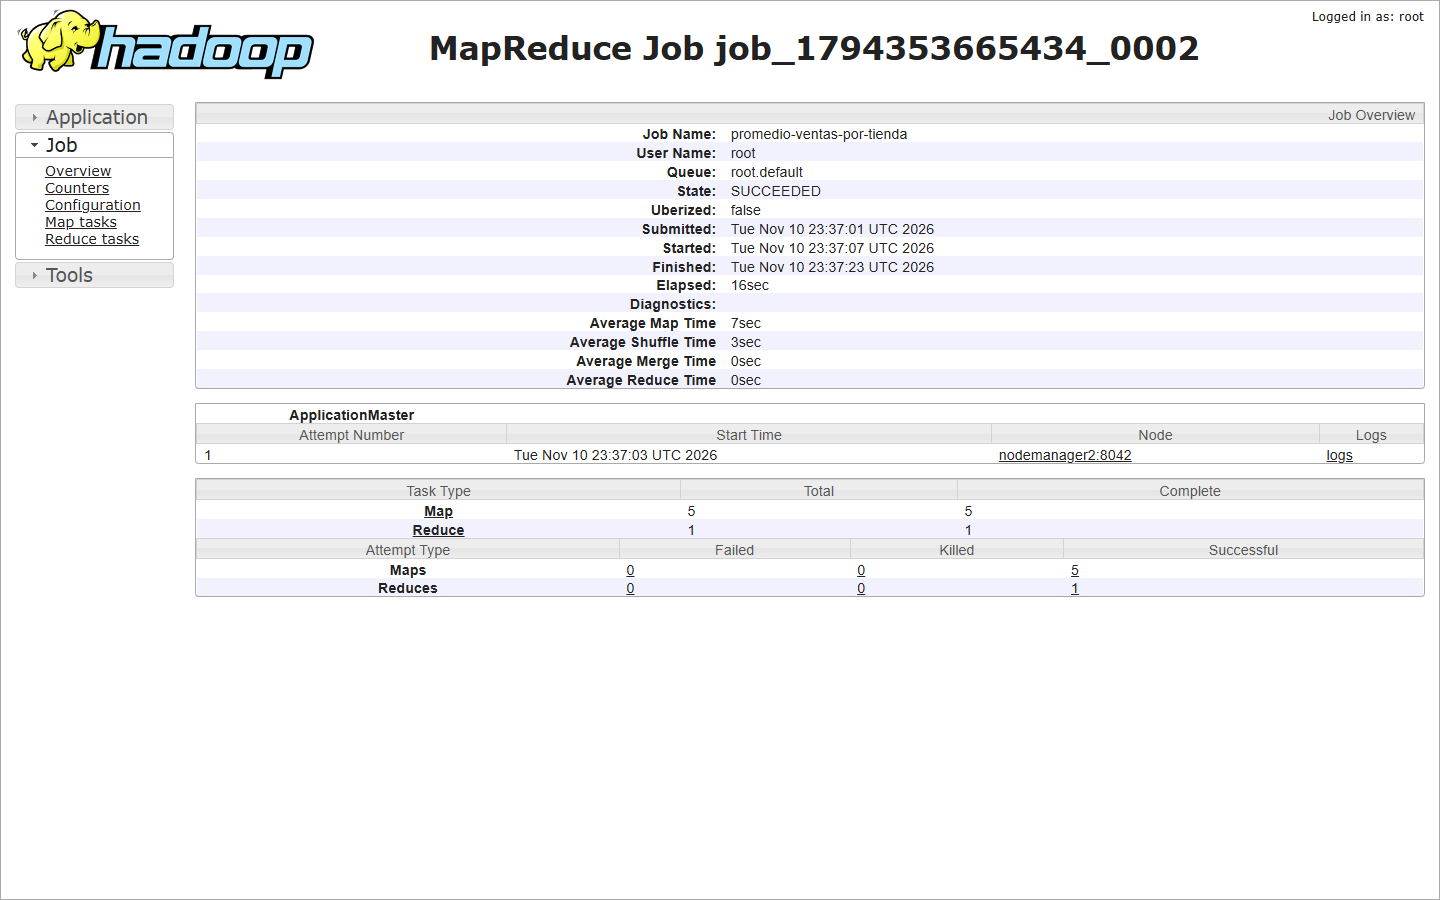 Logged in as: root
hadoop
MapReduce Job job_1794353665434_0002
Application
Job
Overview
Counters
Configuration
Map tasks
Reduce tasks
Tools
Job Overview
Job Name: promedio-ventas-por-tienda
User Name: root
Queue: root.default
State: SUCCEEDED
Uberized: false
Submitted: Tue Nov 10 23:37:01 UTC 2026
Started: Tue Nov 10 23:37:07 UTC 2026
Finished: Tue Nov 10 23:37:23 UTC 2026
Elapsed: 16sec
Diagnostics:
Average Map Time 7sec
Average Shuffle Time 3sec
Average Merge Time 0sec
Average Reduce Time 0sec
ApplicationMaster
Attempt Number Start Time Node Logs
1 Tue Nov 10 23:37:03 UTC 2026 nodemanager2:8042 logs
Task Type Total Complete
Map 5 5
Reduce 1 1
Attempt Type Failed Killed Successful
Maps 0 0 5
Reduces 0 0 1